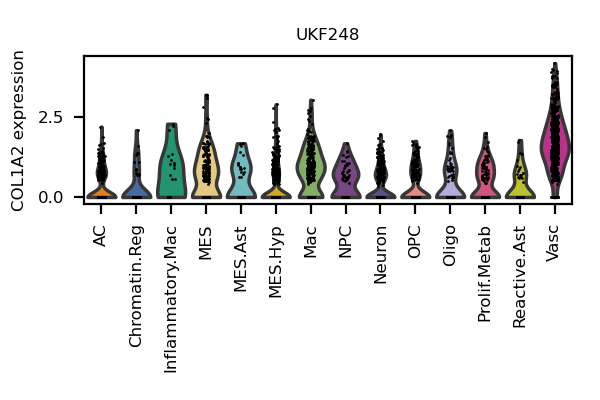 UKF248
COL1A2 expression
2.5
0.0
AC
Chromatin.Reg
Inflammatory.Mac
MES
MES.Ast
MES.Hyp
Mac
NPC
Neuron
OPC
Oligo
Prolif.Metab
Reactive.Ast
Vasc